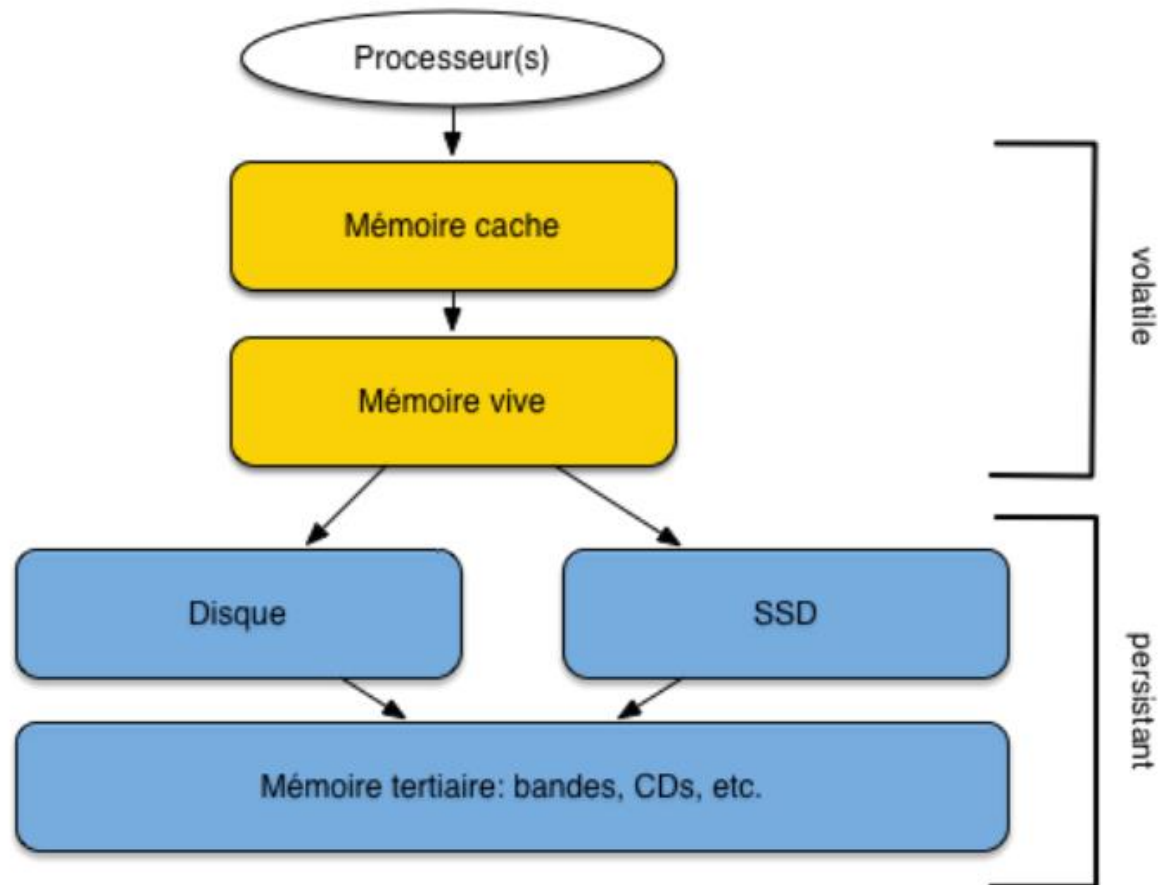 Processeur(s)
Mémoire cache
volatile
Mémoire vive
Disque
SSD
persistant
Mémoire tertiaire: bandes, CDs, etc.